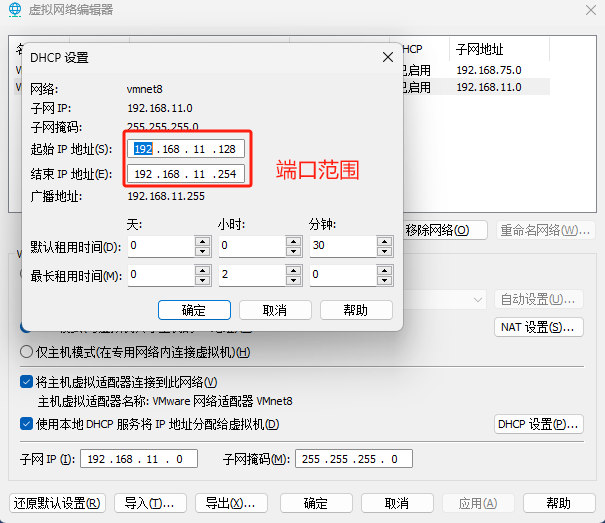 虚拟网络编辑器
DHCP 子网地址
已启用 192.168.75.0
已启用 192.168.11.0
DHCP 设置
网络: vmnet8
子网 IP: 192.168.11.0
子网掩码: 255.255.255.0
起始 IP 地址(S): 192 .168 . 11 .128
结束 IP 地址(E): 192 .168 . 11 .254
端口范围
广播地址: 192.168.11.255
天: 小时: 分钟:
默认租用时间(D): 0 0 30
最长租用时间(M): 0 2 0
确定 取消 帮助
移除网络(O) 重命名网络(W)...
自动设置(U)...
NAT 设置(S)...
仅主机模式(在专用网络内连接虚拟机)(H)
将主机虚拟适配器连接到此网络(V)
主机虚拟适配器名称: VMware 网络适配器 VMnet8
使用本地 DHCP 服务将 IP 地址分配给虚拟机(D) DHCP 设置(P)...
子网 IP (I): 192 .168 . 11 . 0 子网掩码(M): 255 .255 .255 . 0
还原默认设置(R) 导入(T)... 导出(X)... 确定 取消 应用(A) 帮助